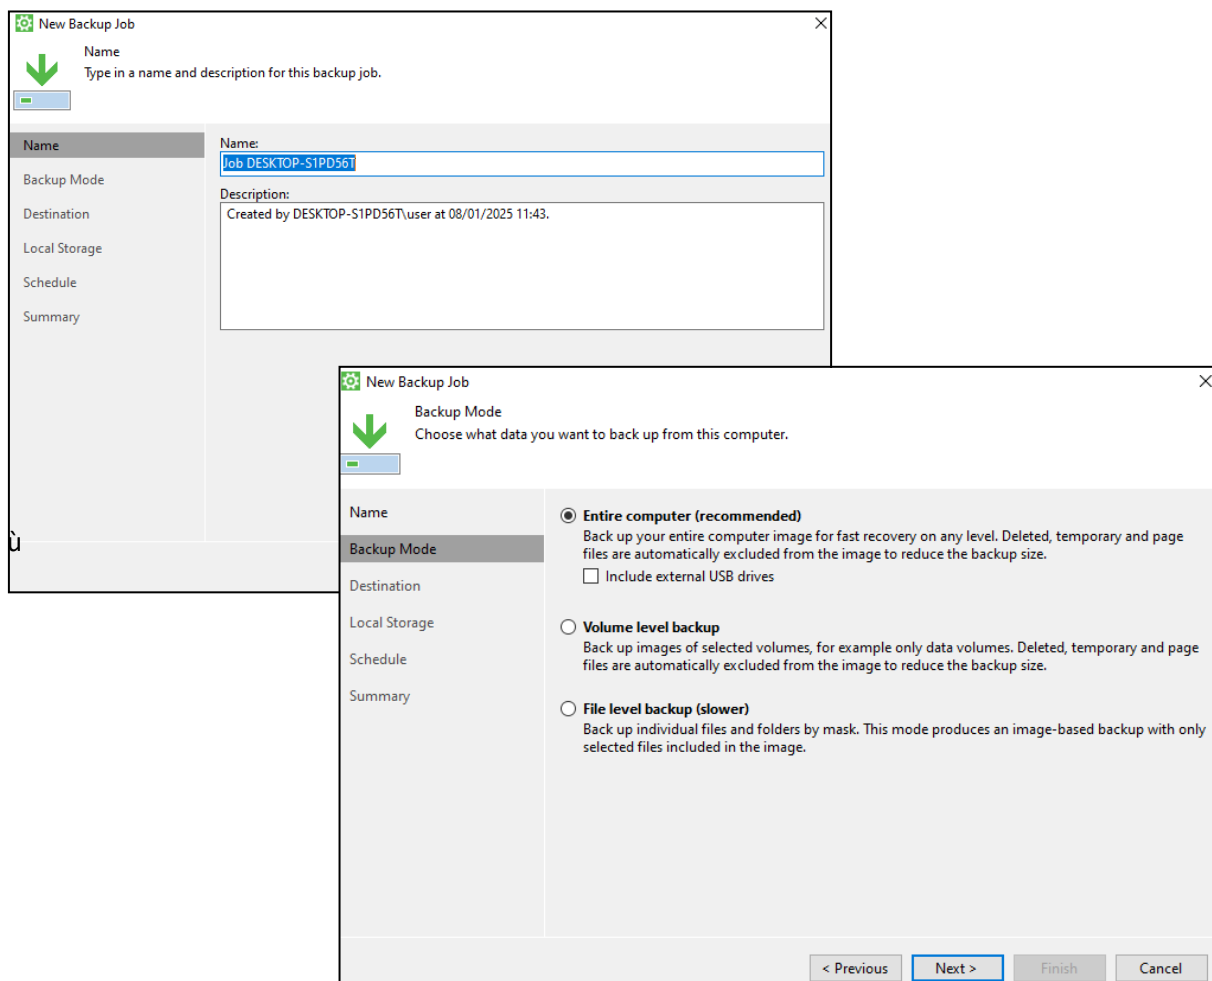 New Backup Job
Name
Type in a name and description for this backup job.
Name
Backup Mode
Destination
Local Storage
Schedule
Summary
Name:
Job DESKTOP-S1PD56T
Description:
Created by DESKTOP-S1PD56T\user at 08/01/2025 11:43.
ù
New Backup Job
Backup Mode
Choose what data you want to back up from this computer.
Name
Backup Mode
Destination
Local Storage
Schedule
Summary
Entire computer (recommended)
Back up your entire computer image for fast recovery on any level. Deleted, temporary and page
files are automatically excluded from the image to reduce the backup size.
Include external USB drives
Volume level backup
Back up images of selected volumes, for example only data volumes. Deleted, temporary and page
files are automatically excluded from the image to reduce the backup size.
File level backup (slower)
Back up individual files and folders by mask. This mode produces an image-based backup with only
selected files included in the image.
< Previous
Next >
Finish
Cancel